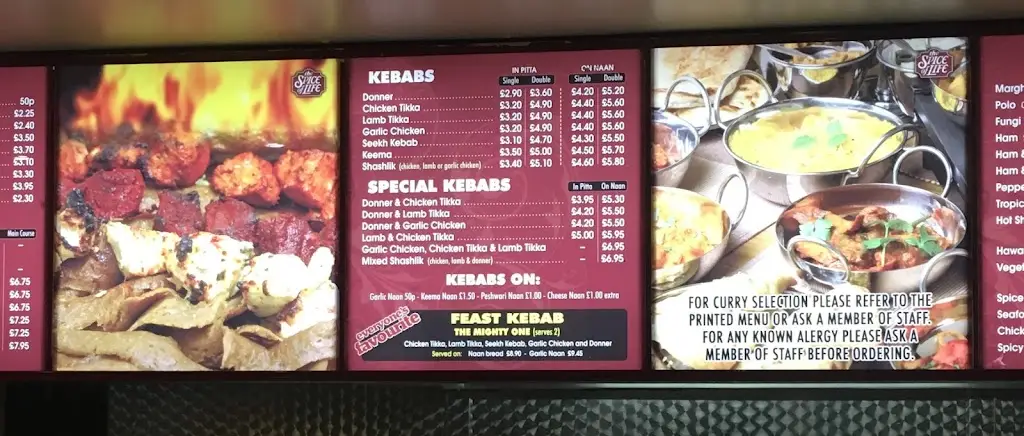 50p
£2.25
£2.40
£3.50
£3.70
£3.10
£3.30
£3.95
£2.30
Main Course
–
–
£6.75
£6.75
£6.75
£7.25
£7.25
£7.95
the SPICE of LIFE
KEBABS IN PITTA ON NAAN
Single Double Single Double
Donner £2.90 £3.60 £4.20 £5.20
Chicken Tikka £3.20 £4.90 £4.40 £5.60
Lamb Tikka £3.20 £4.90 £4.40 £5.60
Garlic Chicken £3.20 £4.90 £4.40 £5.60
Seekh Kebab £3.10 £4.70 £4.30 £5.50
Keema £3.50 £5.00 £4.50 £5.70
Shashlik (chicken, lamb or garlic chicken) £3.40 £5.10 £4.60 £5.80
SPECIAL KEBABS In Pitta On Naan
Donner & Chicken Tikka £3.95 £5.30
Donner & Lamb Tikka £4.20 £5.50
Donner & Garlic Chicken £4.20 £5.50
Lamb & Chicken Tikka £5.00 £5.95
Garlic Chicken, Chicken Tikka & Lamb Tikka – £6.95
Mixed Shashlik (chicken, lamb & donner) – £6.95
KEBABS ON:
Garlic Naan 50p - Keema Naan £1.50 - Peshwari Naan £1.00 - Cheese Naan £1.00 extra
everyone's favourite
FEAST KEBAB
THE MIGHTY ONE (serves 2)
Chicken Tikka, Lamb Tikka, Seekh Kebab, Garlic Chicken and Donner
Served on: Naan bread £8.90 - Garlic Naan £9.45
the SPICE of LIFE
FOR CURRY SELECTION PLEASE REFER TO THE
PRINTED MENU OR ASK A MEMBER OF STAFF.
FOR ANY KNOWN ALERGY PLEASE ASK A
MEMBER OF STAFF BEFORE ORDERING.
Margh
Polo
Fungi
Ham
Ham &
Ham &
Pepper
Tropic
Hot Sh
Hawai
Veget
Spice
Seafo
Chick
Spicy